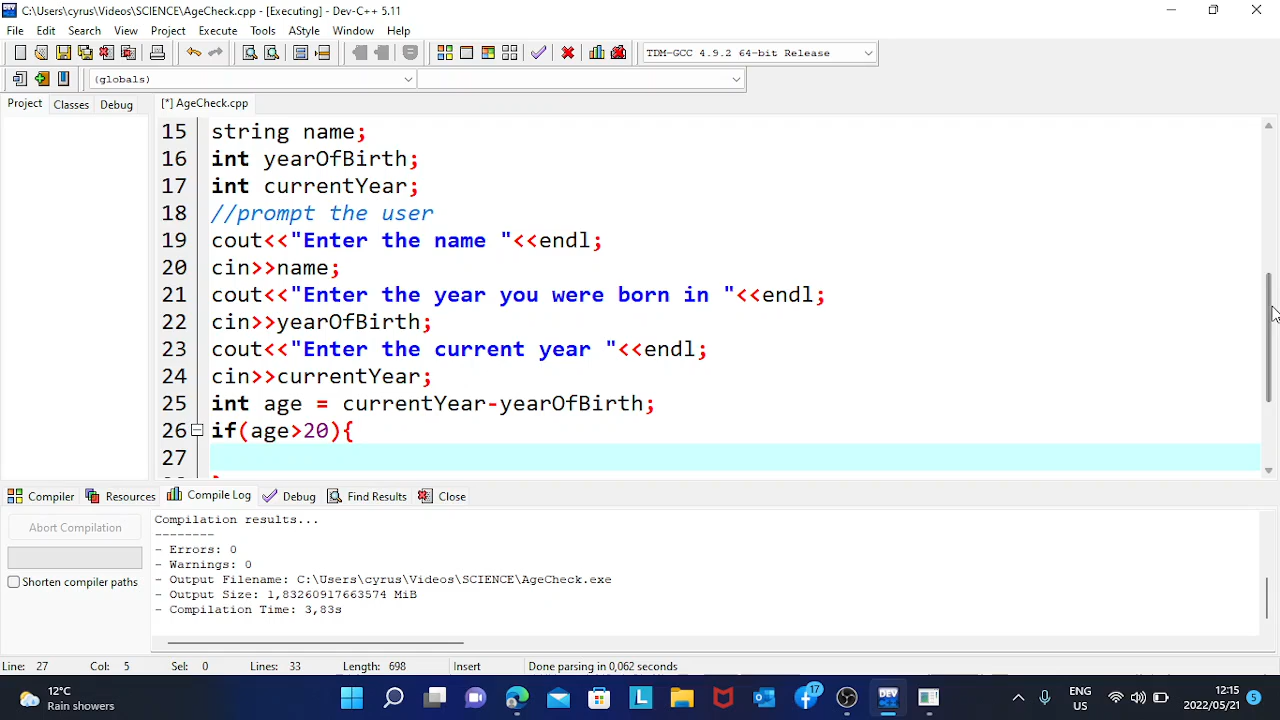 C:\Users\cyrus\Videos\SCIENCE\AgeCheck.cpp - [Executing] - Dev-C++ 5.11
File Edit Search View Project Execute Tools AStyle Window Help
TDM-GCC 4.9.2 64-bit Release
(globals)
Project Classes Debug [*] AgeCheck.cpp
15 string name;
16 int yearOfBirth;
17 int currentYear;
18 //prompt the user
19 cout<<"Enter the name "<<endl;
20 cin>>name;
21 cout<<"Enter the year you were born in "<<endl;
22 cin>>yearOfBirth;
23 cout<<"Enter the current year "<<endl;
24 cin>>currentYear;
25 int age = currentYear-yearOfBirth;
26 if(age>20){
27
Compiler Resources Compile Log Debug Find Results Close
Abort Compilation
Shorten compiler paths
Compilation results...
--------
- Errors: 0
- Warnings: 0
- Output Filename: C:\Users\cyrus\Videos\SCIENCE\AgeCheck.exe
- Output Size: 1,83260917663574 MiB
- Compilation Time: 3,83s
Line: 27 Col: 5 Sel: 0 Lines: 33 Length: 698 Insert Done parsing in 0,062 seconds
12°C
Rain showers
17
ENG
US
12:15
2022/05/21
5